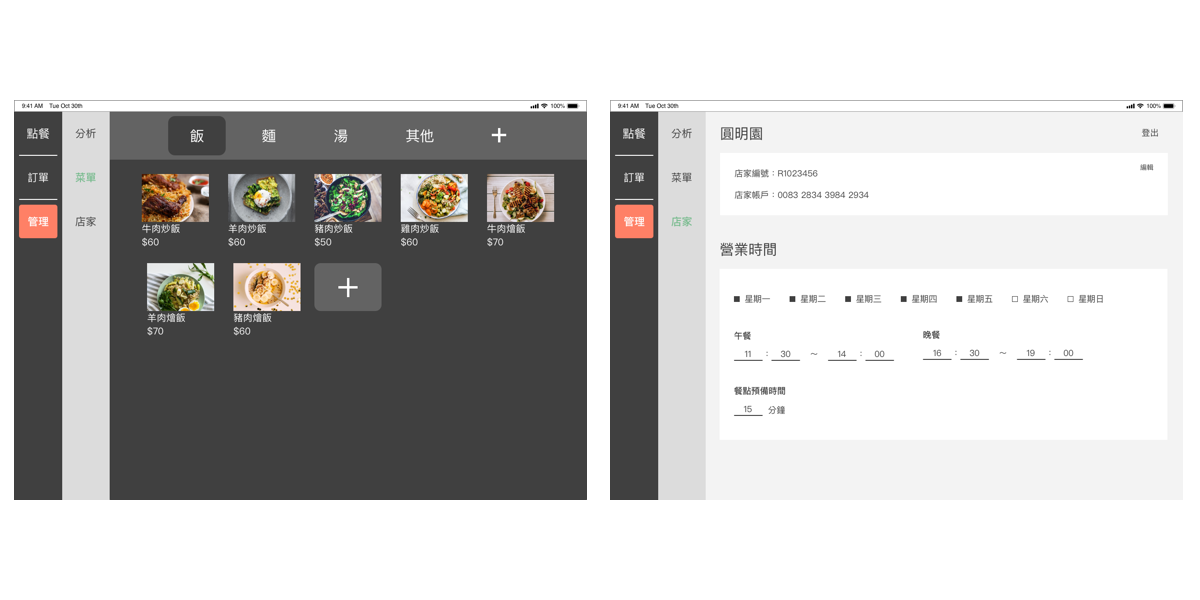 9:41 AM Tue Oct 30th
100%
點餐
訂單
管理
分析
菜單
店家
飯 麵 湯 其他 +
牛肉炒飯
$60
羊肉炒飯
$60
豬肉炒飯
$50
雞肉炒飯
$60
牛肉燴飯
$70
羊肉燴飯
$70
豬肉燴飯
$60
+
9:41 AM Tue Oct 30th
100%
點餐
訂單
管理
分析
菜單
店家
圓明園
登出
編輯
店家編號：R1023456
店家帳戶：0083 2834 3984 2934
營業時間
星期一 星期二 星期三 星期四 星期五 星期六 星期日
午餐
11 : 30 ～ 14 : 00
晚餐
16 : 30 ～ 19 : 00
餐點預備時間
15 分鐘